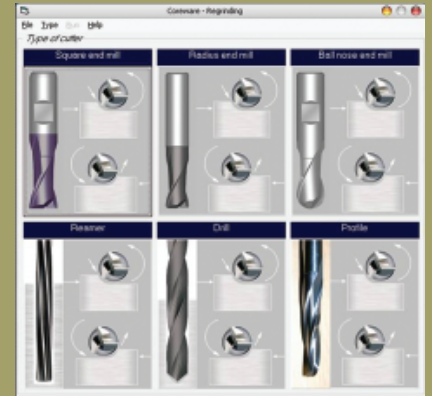 Coreware - Regrinding
File Type Run Help
Type of cutter
Square end mill Radius end mill Ball nose end mill
Reamer Drill Profile